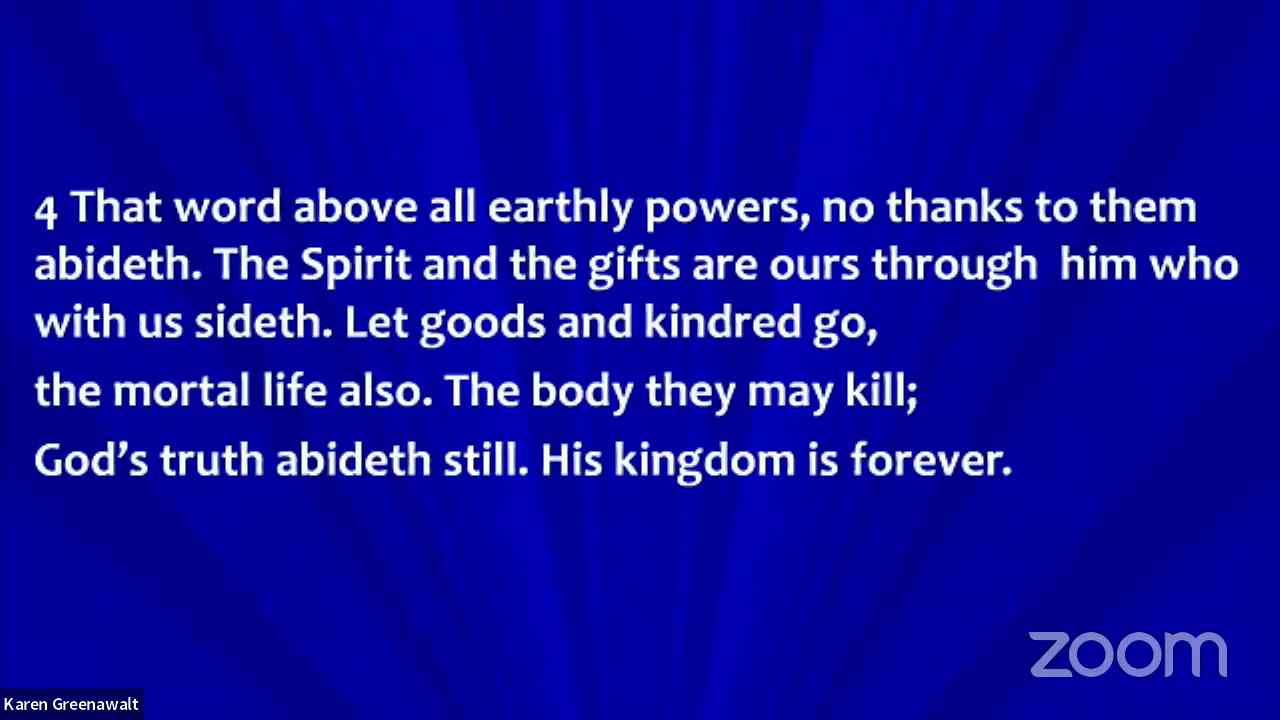 4 That word above all earthly powers, no thanks to them
abideth. The Spirit and the gifts are ours through  him who
with us sideth. Let goods and kindred go,
the mortal life also. The body they may kill;
God’s truth abideth still. His kingdom is forever.
zoom
Karen Greenawalt